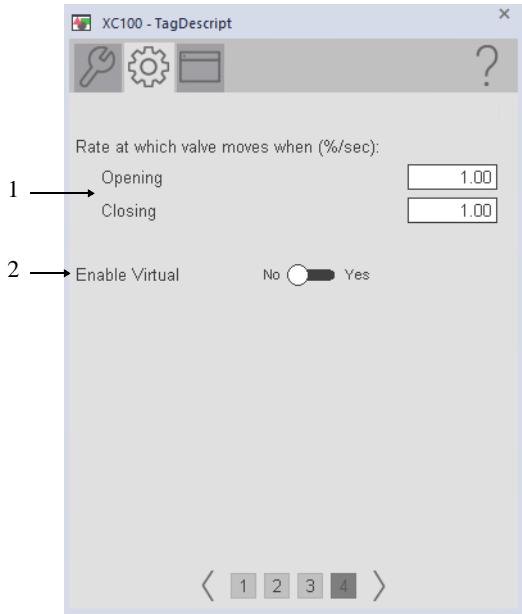 XC100 - TagDescript
×
?
Rate at which valve moves when (%/sec):
1
Opening 1.00
Closing 1.00
2
Enable Virtual No Yes
1 2 3 4